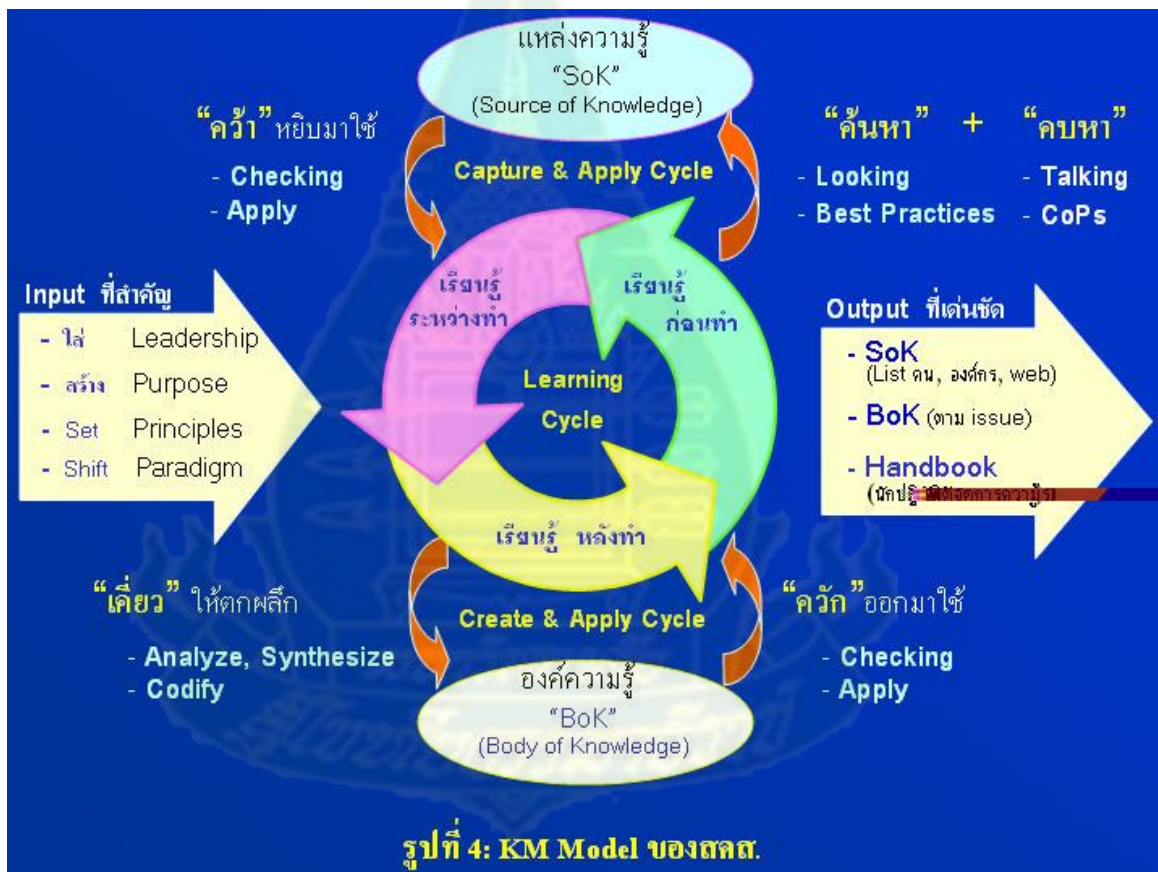 แหล่งความรู้
“SoK”
(Source of Knowledge)
“คว้า” หยิบมาใช้
- Checking
- Apply
Capture & Apply Cycle
“ค้นหา” + “คบหา”
- Looking
- Best Practices
- Talking
- CoPs
Input ที่สำคัญ
- ใส่ Leadership
- สร้าง Purpose
- Set Principles
- Shift Paradigm
เรียนรู้
ระหว่างทำ
เรียนรู้
ก่อนทำ
Learning
Cycle
เรียนรู้ หลังทำ
Output ที่เด่นชัด
- SoK
(List คน, องค์กร, web)
- BoK (ตาม issue)
- Handbook
“เคี่ยว” ให้ตกผลึก
- Analyze, Synthesize
- Codify
Create & Apply Cycle
“ควัก” ออกมาใช้
- Checking
- Apply
องค์ความรู้
“BoK”
(Body of Knowledge)
รูปที่ 4: KM Model ของสคส.